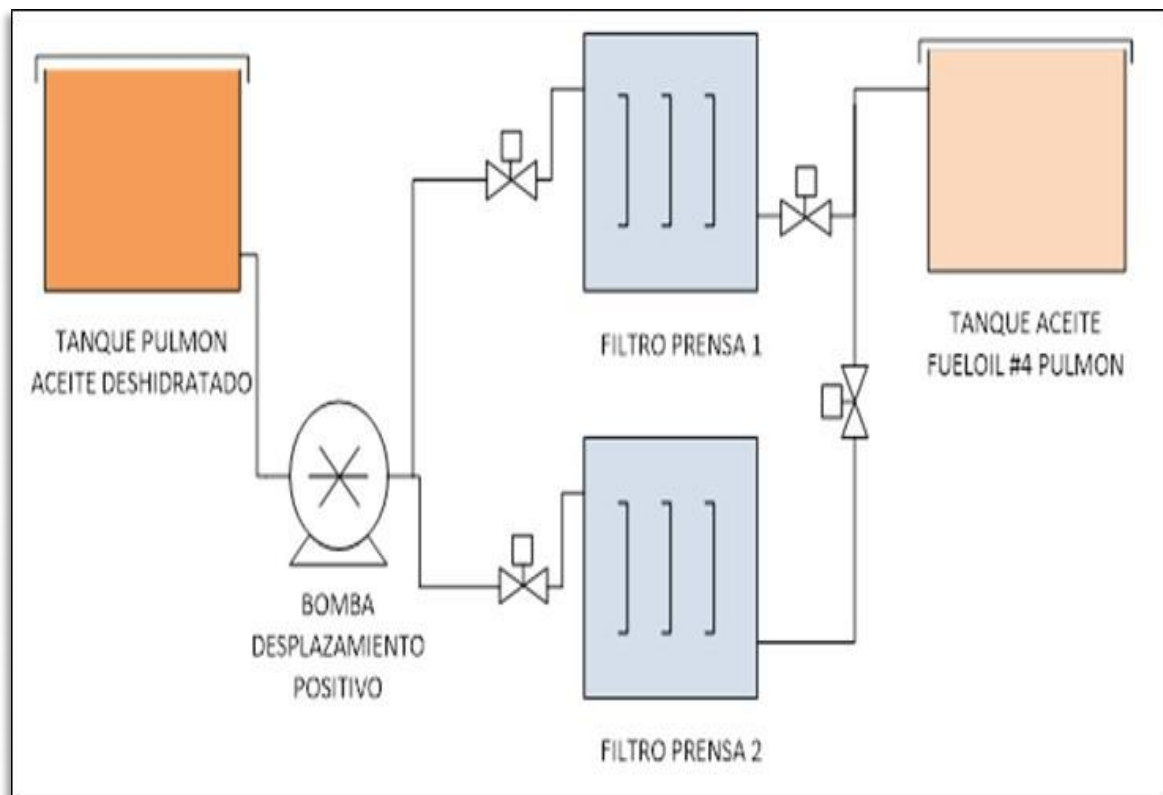 TANQUE PULMON
ACEITE DESHIDRATADO
BOMBA
DESPLAZAMIENTO
POSITIVO
FILTRO PRENSA 1
FILTRO PRENSA 2
TANQUE ACEITE
FUELOIL #4 PULMON